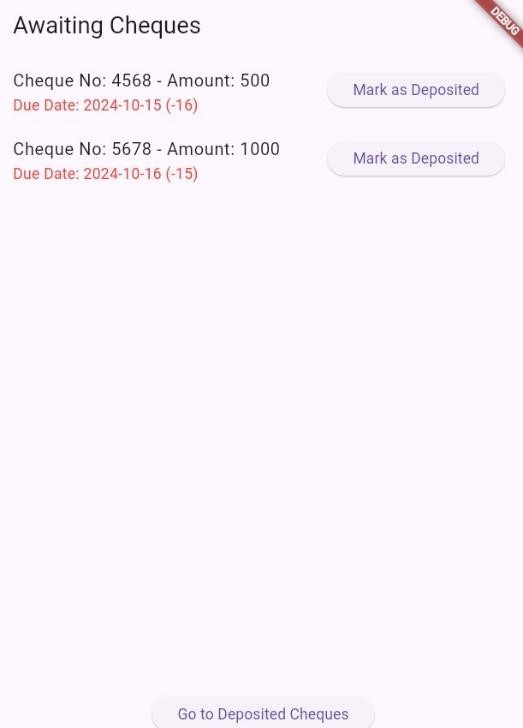 Awaiting Cheques
DEBUG
Cheque No: 4568 - Amount: 500
Due Date: 2024-10-15 (-16)
Mark as Deposited
Cheque No: 5678 - Amount: 1000
Due Date: 2024-10-16 (-15)
Mark as Deposited
Go to Deposited Cheques